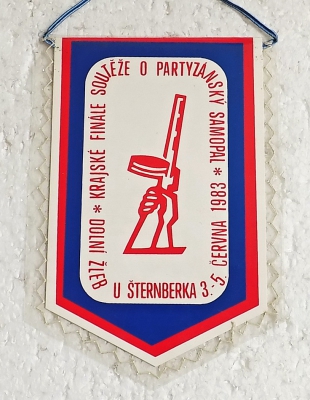 DOLNÍ ŽLEB * KRAJSKÉ FINÁLE SOUTĚŽE O PARTYZÁNSKÝ SAMOPAL * 3.-5. ČERVNA 1983
U ŠTERNBERKA